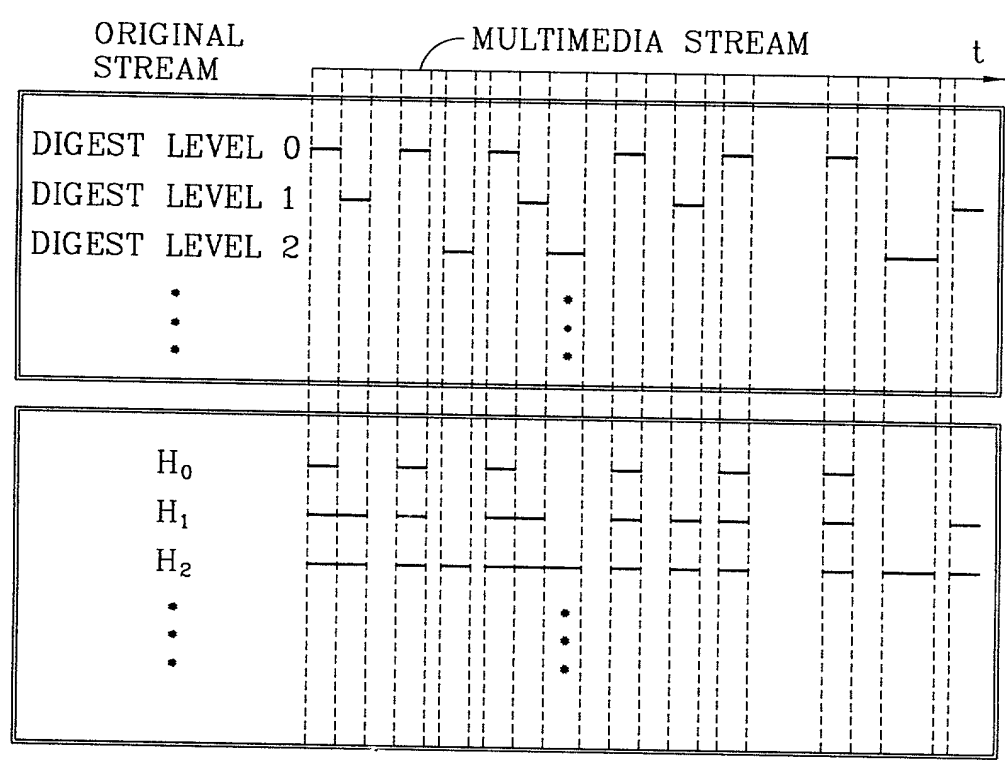 ORIGINAL
STREAM
MULTIMEDIA STREAM
t
DIGEST LEVEL 0
DIGEST LEVEL 1
DIGEST LEVEL 2
H₀
H₁
H₂